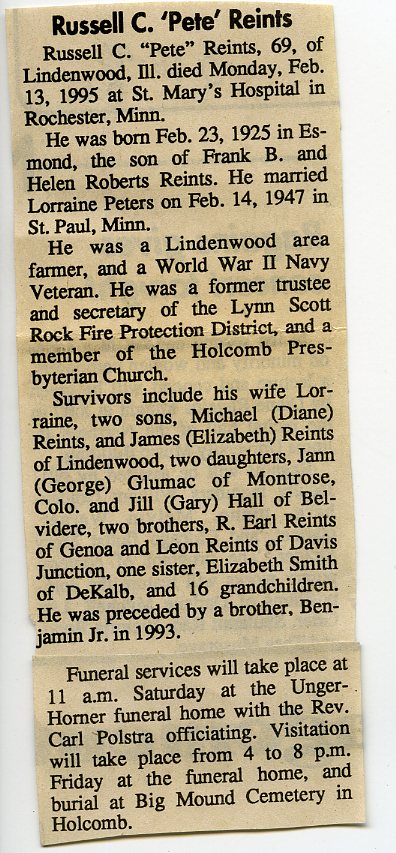 Russell C. 'Pete' Reints
Russell C. "Pete" Reints, 69, of
Lindenwood, Ill. died Monday, Feb.
13, 1995 at St. Mary's Hospital in
Rochester, Minn.
He was born Feb. 23, 1925 in Es-
mond, the son of Frank B. and
Helen Roberts Reints. He married
Lorraine Peters on Feb. 14, 1947 in
St. Paul, Minn.
He was a Lindenwood area
farmer, and a World War II Navy
Veteran. He was a former trustee
and secretary of the Lynn Scott
Rock Fire Protection District, and a
member of the Holcomb Pres-
byterian Church.
Survivors include his wife Lor-
raine, two sons, Michael (Diane)
Reints, and James (Elizabeth) Reints
of Lindenwood, two daughters, Jann
(George) Glumac of Montrose,
Colo. and Jill (Gary) Hall of Bel-
videre, two brothers, R. Earl Reints
of Genoa and Leon Reints of Davis
Junction, one sister, Elizabeth Smith
of DeKalb, and 16 grandchildren.
He was preceded by a brother, Ben-
jamin Jr. in 1993.
Funeral services will take place at
11 a.m. Saturday at the Unger-
Horner funeral home with the Rev.
Carl Polstra officiating. Visitation
will take place from 4 to 8 p.m.
Friday at the funeral home, and
burial at Big Mound Cemetery in
Holcomb.